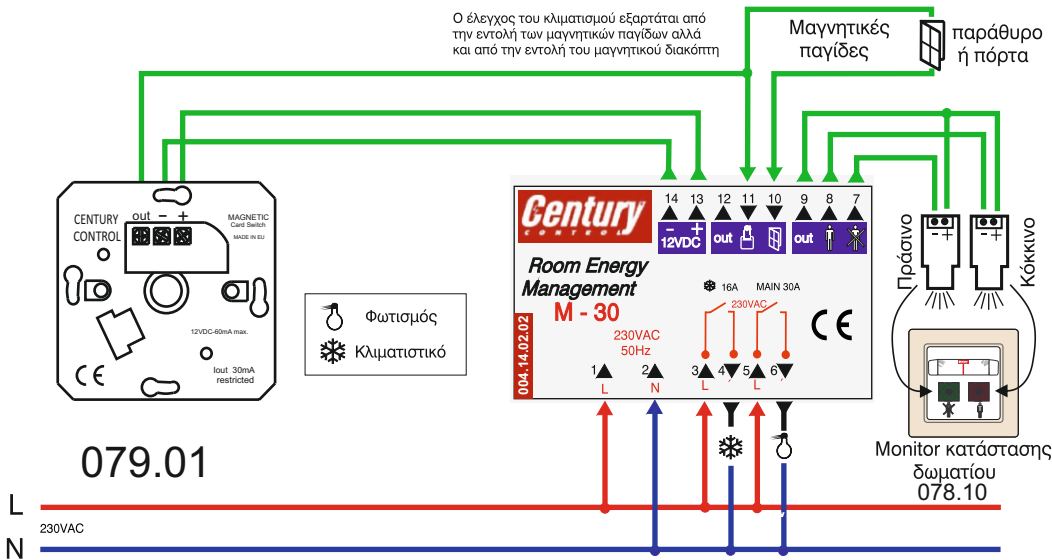 Ο έλεγχος του κλιματισμού εξαρτάται από
την εντολή των μαγνητικών παγίδων αλλά
και από την εντολή του μαγνητικού διακόπτη
Μαγνητικές
παγίδες
παράθυρο
ή πόρτα
CENTURY
CONTROL
out − +
MAGNETIC
Card Switch
MADE IN EU
12VDC-60mA max.
Iout 30mA
restricted
CE
079.01
Φωτισμός
Κλιματιστικό
Century
CONTROL
14 13 12 11 10 9 8 7
− +
12VDC
out
out
Room Energy
Management
M - 30
230VAC
50Hz
004.14.02.02
16A
MAIN 30A
230VAC
CE
1 2 3 4 5 6
L N L L
Πράσινο
- +
- +
Κόκκινο
Monitor κατάστασης
δωματίου
078.10
L
230VAC
N